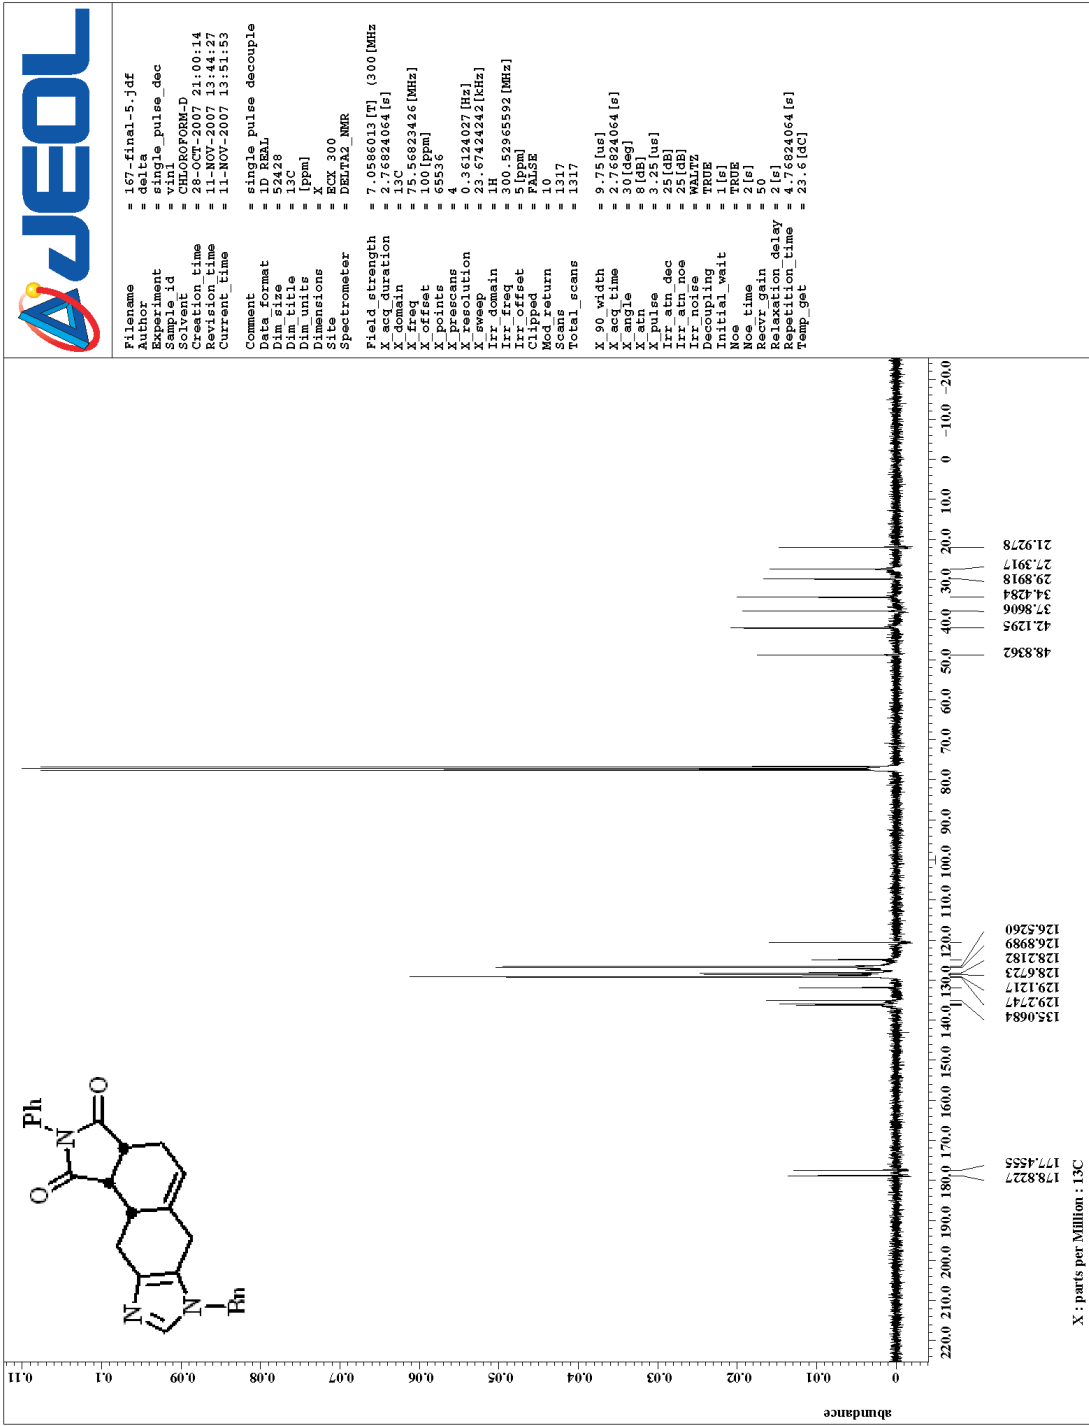 JEOL
Filename = 167-final-5.jdf
Author = delta
Experiment = single_pulse_dec
Sample_id = vin1
Solvent = CHLOROFORM-D
Creation_time = 28-OCT-2007 21:00:14
Revision_time = 11-NOV-2007 13:44:27
Current_time = 11-NOV-2007 13:51:53
Comment = single pulse decouple
Data_format = 1D REAL
Dim_size = 52428
Dim_title = 13C
Dim_units = [ppm]
Dimensions = X
Site = ECX 300
Spectrometer = DELTA2_NMR
Field_strength = 7.0586013[T] (300[MHz
X_acq_duration = 2.76824064[s]
X_domain = 13C
X_freq = 75.56823426[MHz]
X_offset = 100[ppm]
X_points = 65536
X_prescans = 4
X_resolution = 0.36124027[Hz]
X_sweep = 23.67424242[kHz]
Irr_domain = 1H
Irr_freq = 300.52965592[MHz]
Irr_offset = 5[ppm]
Clipped = FALSE
Mod_return = 10
Scans = 1317
Total_scans = 1317
X_90_width = 9.75[us]
X_acq_time = 2.76824064[s]
X_angle = 30[deg]
X_atn = 8[dB]
X_pulse = 3.25[us]
Irr_atn_dec = 25[dB]
Irr_atn_noe = 25[dB]
Irr_noise = WALTZ
Decoupling = TRUE
Initial_wait = 1[s]
Noe = TRUE
Noe_time = 2[s]
Recvr_gain = 50
Relaxation_delay = 2[s]
Repetition_time = 4.76824064[s]
Temp_get = 23.6[dC]
O
Ph
N
O
N
N
Bn
abundance
0 0.01 0.02 0.03 0.04 0.05 0.06 0.07 0.08 0.09 0.1 0.11
220.0 210.0 200.0 190.0 180.0 170.0 160.0 150.0 140.0 130.0 120.0 110.0 100.0 90.0 80.0 70.0 60.0 50.0 40.0 30.0 20.0 10.0 0 -10.0 -20.0
178.8227
177.4555
135.0684
129.2747
129.1217
128.6723
128.2182
126.8989
126.5260
48.8362
42.1295
37.8606
34.4284
29.8918
27.3917
21.9278
X : parts per Million : 13C